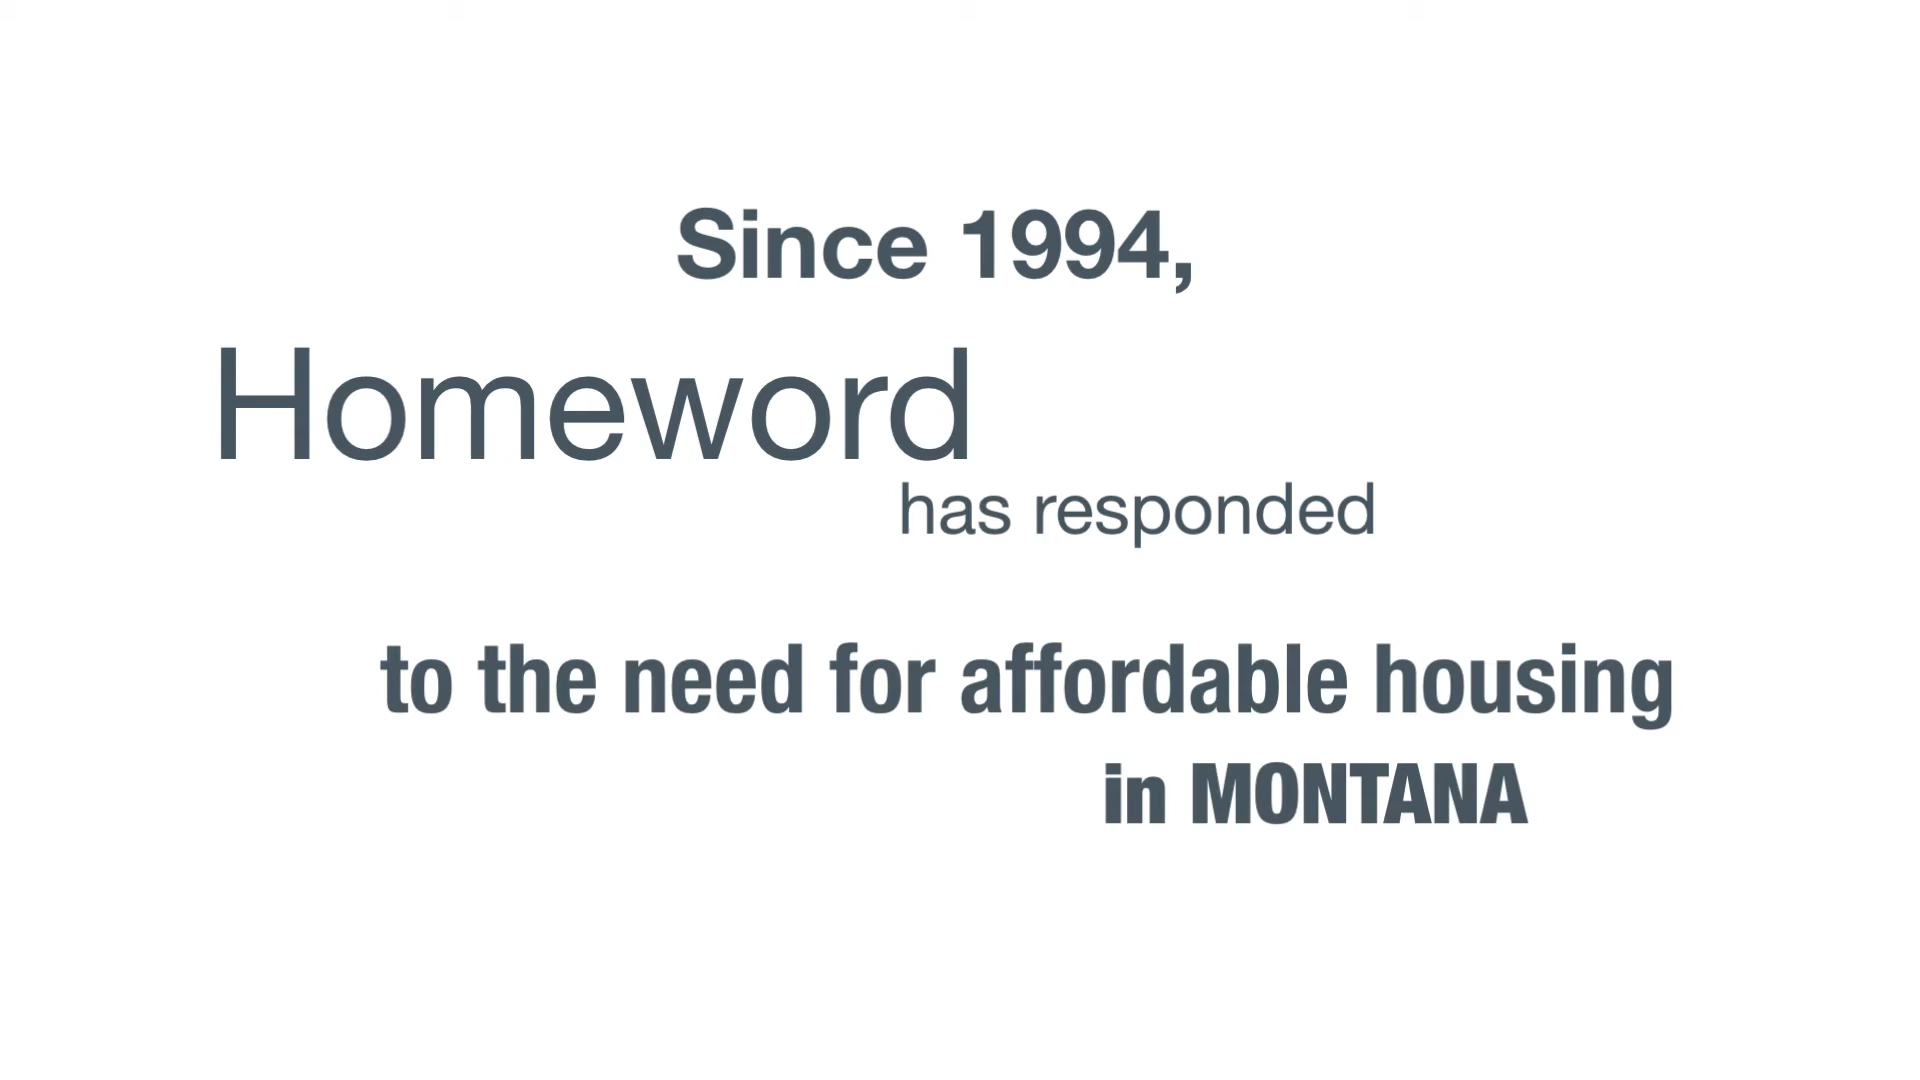 Since 1994,
Homeword
has responded
to the need for affordable housing
in MONTANA